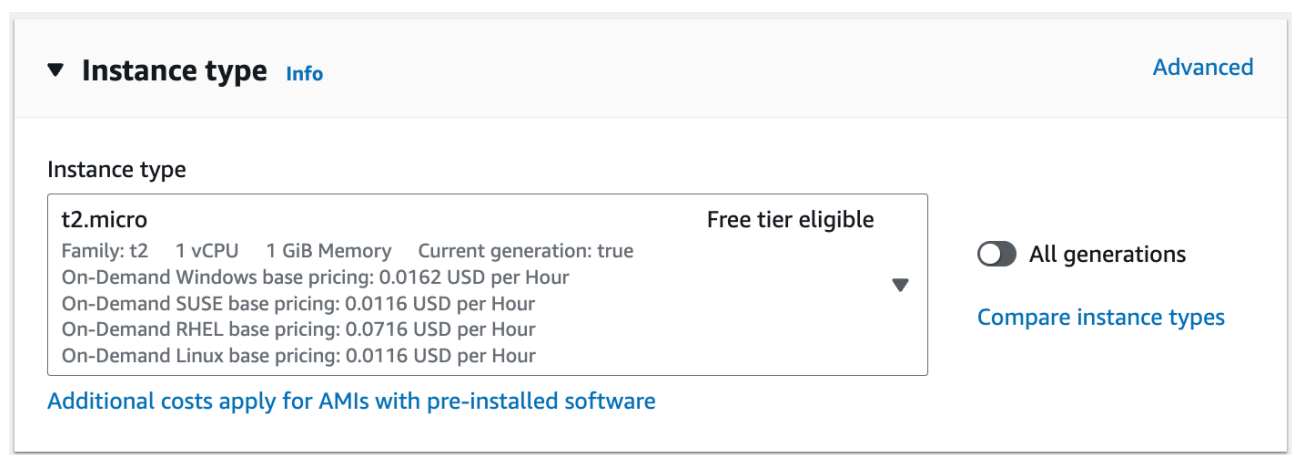 Instance type Info
Advanced
Instance type
t2.micro
Free tier eligible
Family: t2 1 vCPU 1 GiB Memory Current generation: true
On-Demand Windows base pricing: 0.0162 USD per Hour
On-Demand SUSE base pricing: 0.0116 USD per Hour
On-Demand RHEL base pricing: 0.0716 USD per Hour
On-Demand Linux base pricing: 0.0116 USD per Hour
All generations
Compare instance types
Additional costs apply for AMIs with pre-installed software